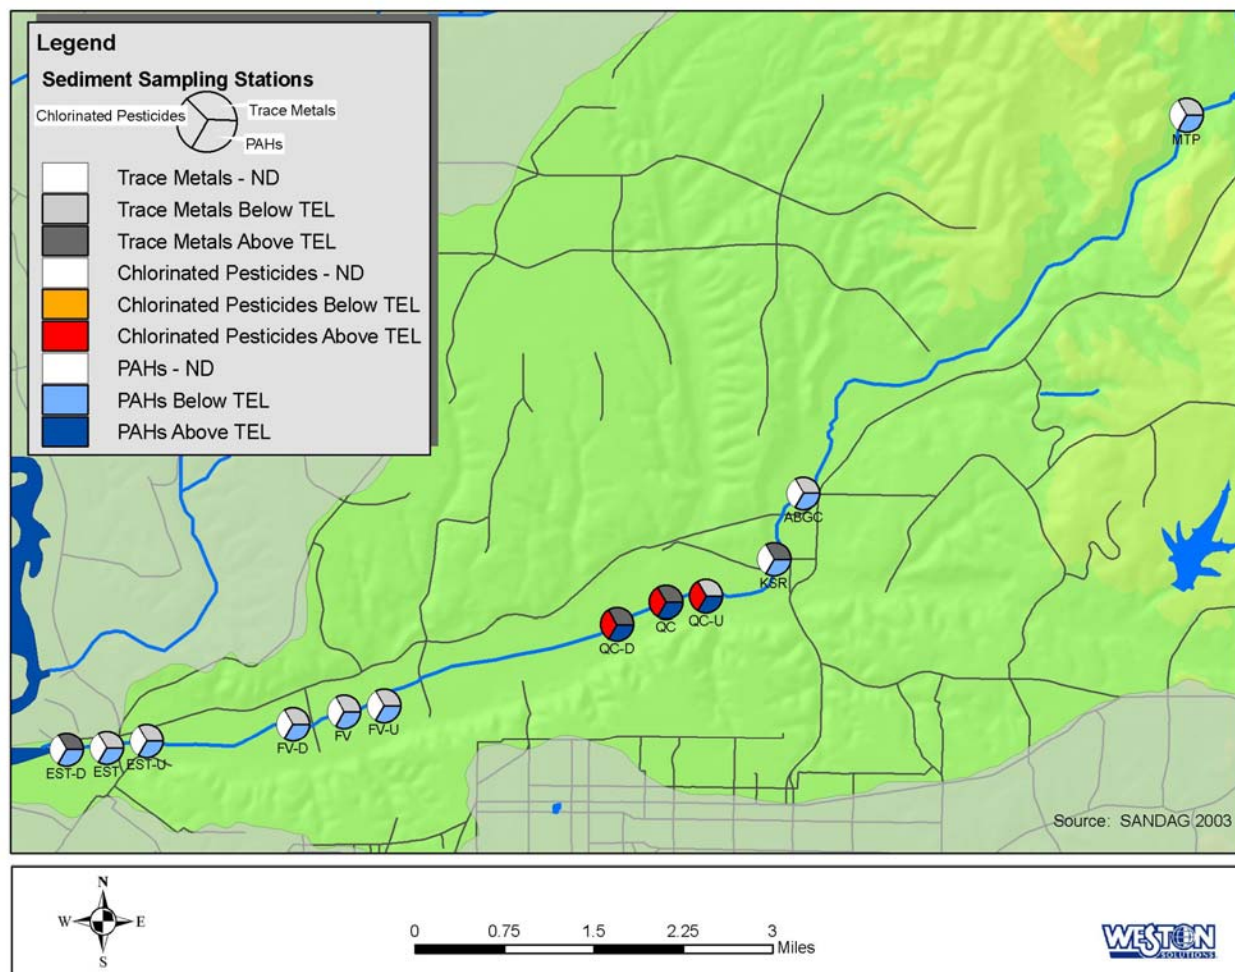 Legend
Sediment Sampling Stations
Chlorinated Pesticides
Trace Metals
PAHs
Trace Metals - ND
Trace Metals Below TEL
Trace Metals Above TEL
Chlorinated Pesticides - ND
Chlorinated Pesticides Below TEL
Chlorinated Pesticides Above TEL
PAHs - ND
PAHs Below TEL
PAHs Above TEL
MTP
ABGC
KSR
QC-U
QC
QC-D
FV-U
FV
FV-D
EST-U
EST
EST-D
Source: SANDAG 2003
N
W E
S
0 0.75 1.5 2.25 3
Miles
WESTON
SOLUTIONS